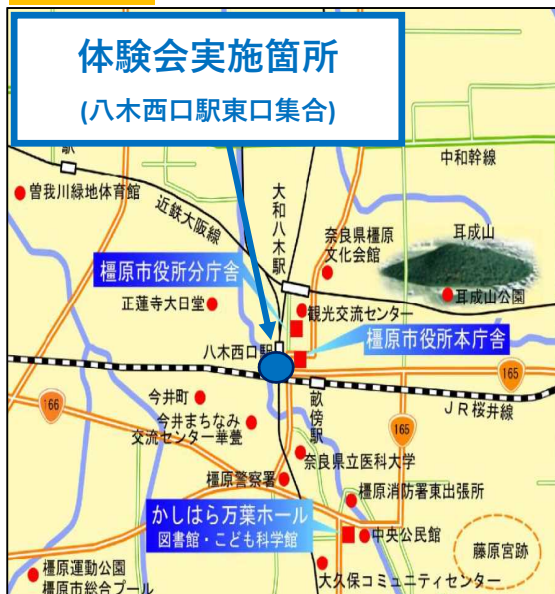 体験会実施箇所
(八木西口駅東口集合)
駅
中和幹線
曽我川緑地体育館
近鉄大阪線
大和八木駅
奈良県橿原
文化会館
耳成山
橿原市役所分庁舎
正蓮寺大日堂
観光交流センター
耳成山公園
八木西口駅
橿原市役所本庁舎
165
166
今井町
畝傍駅
JR桜井線
今井まちなみ
交流センター華甍
165
奈良県立医科大学
橿原警察署
橿原消防署東出張所
かしはら万葉ホール
図書館・こども科学館
中央公民館
藤原宮跡
橿原運動公園
橿原市総合プール
大久保コミュニティセンター